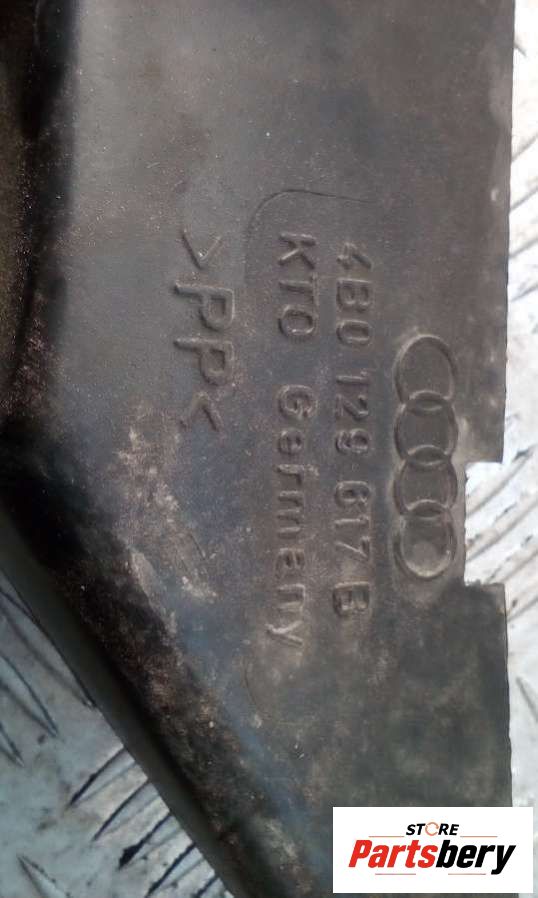 4B0 129 617 B
KTO Germany
>PP<
STORE
Partsbery